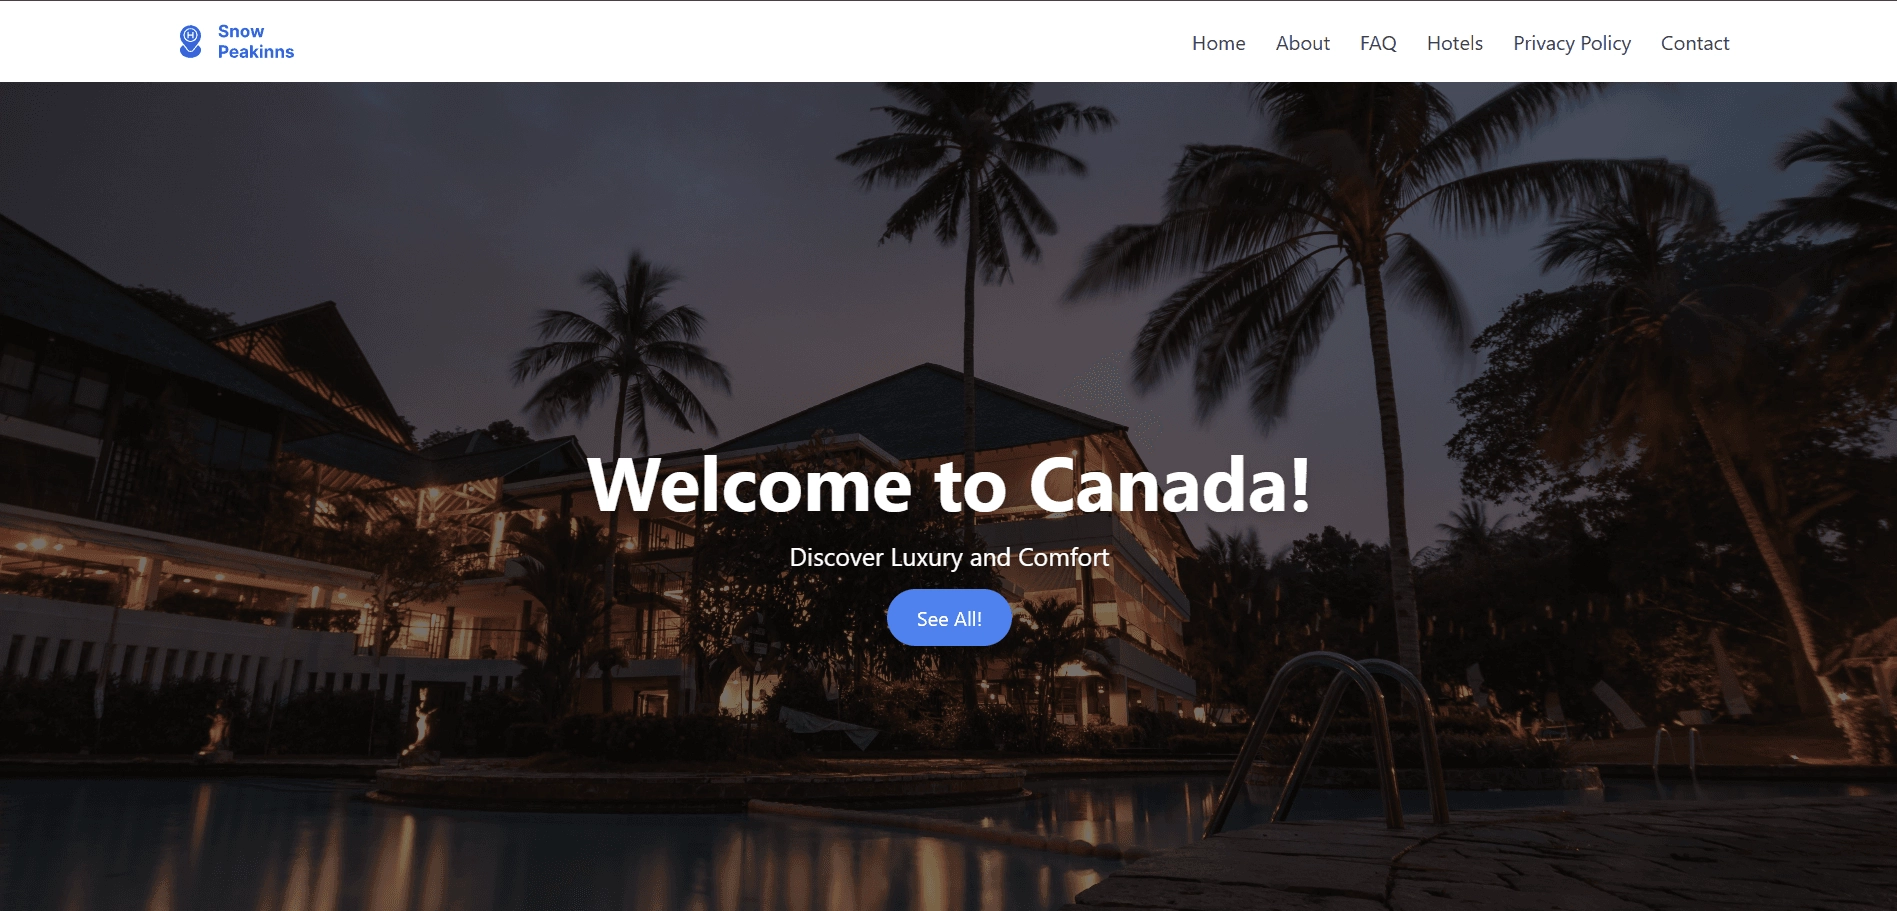 Snow
Peakinns
Home About FAQ Hotels Privacy Policy Contact
Welcome to Canada!
Discover Luxury and Comfort
See All!